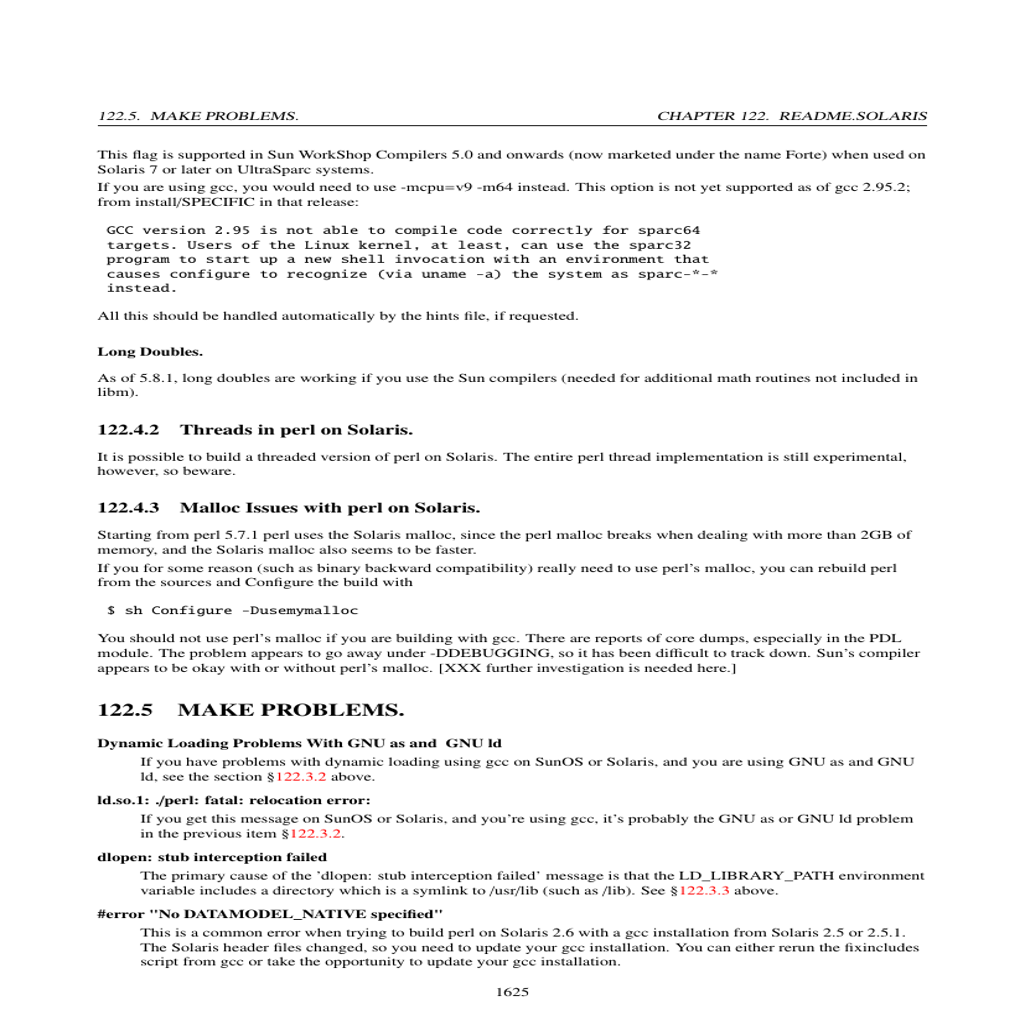 122.5. MAKE PROBLEMS. CHAPTER 122. README.SOLARIS
This flag is supported in Sun WorkShop Compilers 5.0 and onwards (now marketed under the name Forte) when used on
Solaris 7 or later on UltraSparc systems.
If you are using gcc, you would need to use -mcpu=v9 -m64 instead. This option is not yet supported as of gcc 2.95.2;
from install/SPECIFIC in that release:
GCC version 2.95 is not able to compile code correctly for sparc64
targets. Users of the Linux kernel, at least, can use the sparc32
program to start up a new shell invocation with an environment that
causes configure to recognize (via uname -a) the system as sparc-*-*
instead.
All this should be handled automatically by the hints file, if requested.
Long Doubles.
As of 5.8.1, long doubles are working if you use the Sun compilers (needed for additional math routines not included in
libm).
122.4.2 Threads in perl on Solaris.
It is possible to build a threaded version of perl on Solaris. The entire perl thread implementation is still experimental,
however, so beware.
122.4.3 Malloc Issues with perl on Solaris.
Starting from perl 5.7.1 perl uses the Solaris malloc, since the perl malloc breaks when dealing with more than 2GB of
memory, and the Solaris malloc also seems to be faster.
If you for some reason (such as binary backward compatibility) really need to use perl's malloc, you can rebuild perl
from the sources and Configure the build with
$ sh Configure -Dusemymalloc
You should not use perl's malloc if you are building with gcc. There are reports of core dumps, especially in the PDL
module. The problem appears to go away under -DDEBUGGING, so it has been difficult to track down. Sun's compiler
appears to be okay with or without perl's malloc. [XXX further investigation is needed here.]
122.5 MAKE PROBLEMS.
Dynamic Loading Problems With GNU as and GNU ld
If you have problems with dynamic loading using gcc on SunOS or Solaris, and you are using GNU as and GNU
ld, see the section §122.3.2 above.
ld.so.1: ./perl: fatal: relocation error:
If you get this message on SunOS or Solaris, and you're using gcc, it's probably the GNU as or GNU ld problem
in the previous item §122.3.2.
dlopen: stub interception failed
The primary cause of the 'dlopen: stub interception failed' message is that the LD_LIBRARY_PATH environment
variable includes a directory which is a symlink to /usr/lib (such as /lib). See §122.3.3 above.
#error "No DATAMODEL_NATIVE specified"
This is a common error when trying to build perl on Solaris 2.6 with a gcc installation from Solaris 2.5 or 2.5.1.
The Solaris header files changed, so you need to update your gcc installation. You can either rerun the fixincludes
script from gcc or take the opportunity to update your gcc installation.
1625